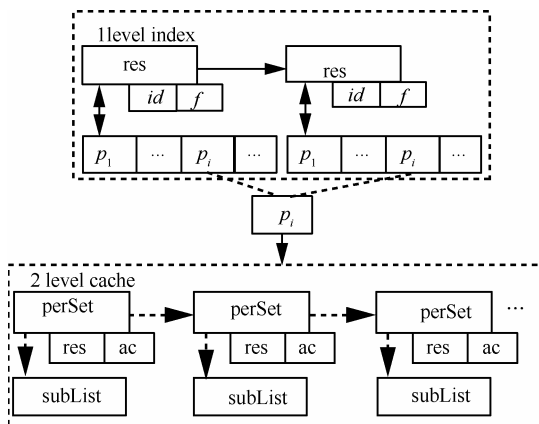 1level index
res
res
id f
id f
p1 ... pi ...
p1 ... pi ...
pi
2 level cache
perSet
perSet
perSet
...
res ac
res ac
res ac
subList
subList
subList